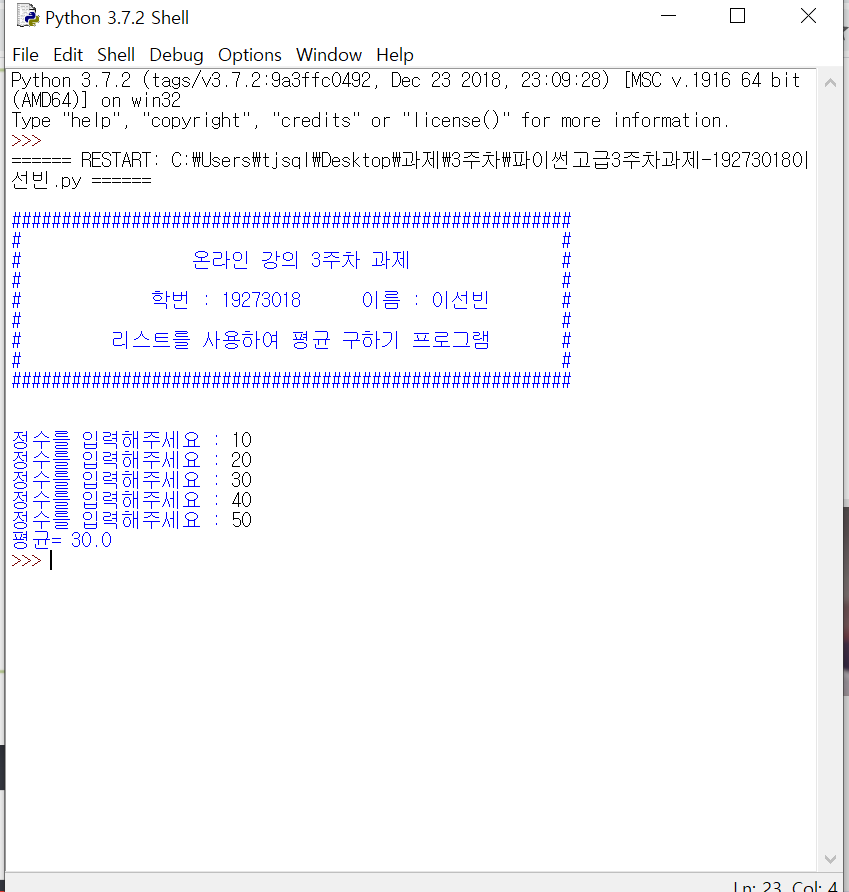 Python 3.7.2 Shell
File Edit Shell Debug Options Window Help
Python 3.7.2 (tags/v3.7.2:9a3ffc0492, Dec 23 2018, 23:09:28) [MSC v.1916 64 bit
(AMD64)] on win32
Type "help", "copyright", "credits" or "license()" for more information.
>>>
====== RESTART: C:₩Users₩tjsql₩Desktop₩과제₩3주차₩파이썬고급3주차과제-19273018이
선빈.py ======
########################################################
# #
# 온라인 강의 3주차 과제 #
# #
# 학번 : 19273018 이름 : 이선빈 #
# #
# 리스트를 사용하여 평균 구하기 프로그램 #
# #
########################################################
정수를 입력해주세요 : 10
정수를 입력해주세요 : 20
정수를 입력해주세요 : 30
정수를 입력해주세요 : 40
정수를 입력해주세요 : 50
평균= 30.0
>>>
Ln: 23 Col: 4